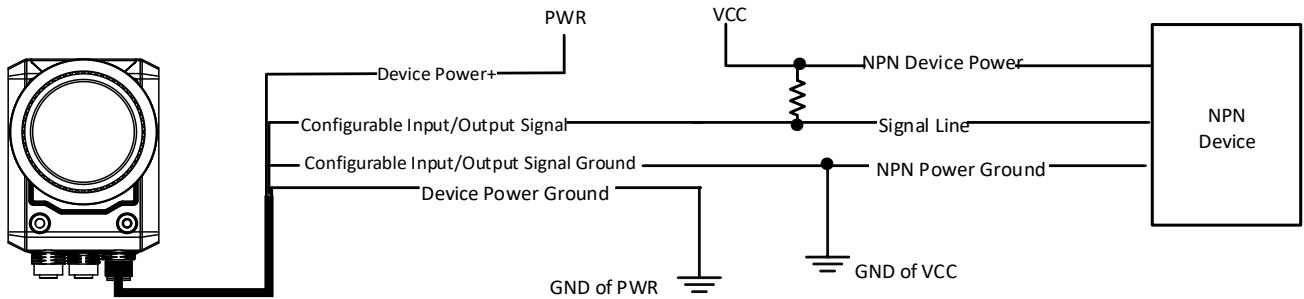 PWR
VCC
Device Power+
NPN Device Power
Configurable Input/Output Signal
Signal Line
NPN
Device
Configurable Input/Output Signal Ground
NPN Power Ground
Device Power Ground
GND of PWR
GND of VCC